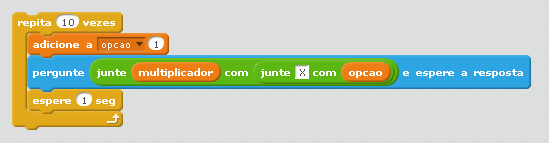 repita 10 vezes
adicione a opcao 1
pergunte junte multiplicador com junte X com opcao e espere a resposta
espere 1 seg